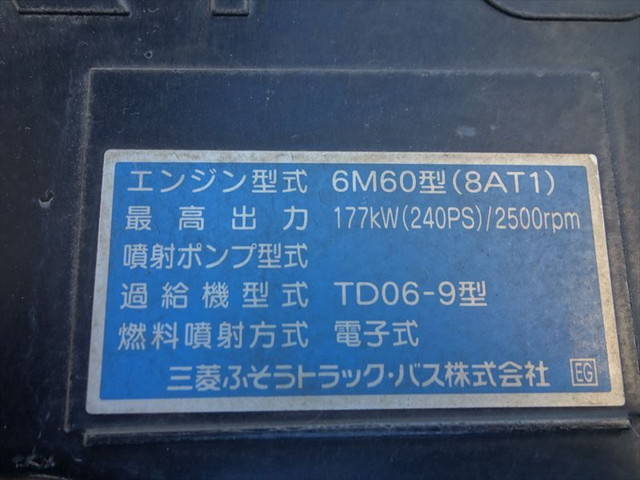 エンジン型式 6M60型(8AT1)
最高出力 177kW(240PS)/2500rpm
噴射ポンプ型式
過給機型式 TD06-9型
燃料噴射方式 電子式
三菱ふそうトラック・バス株式会社 EG